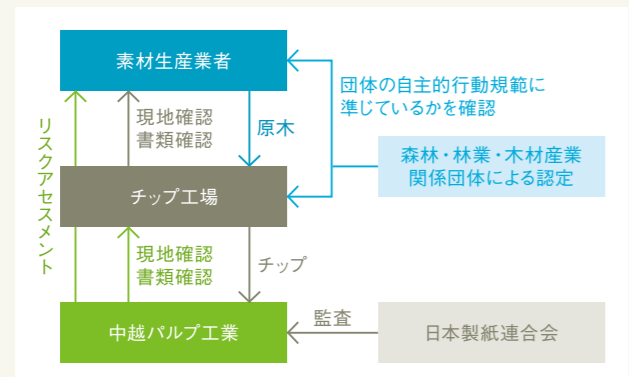 素材生産業者
団体の自主的行動規範に
準じているかを確認
現地確認
書類確認
原木
リスクアセスメント
森林・林業・木材産業
関係団体による認定
チップ工場
現地確認
書類確認
チップ
中越パルプ工業
監査
日本製紙連合会